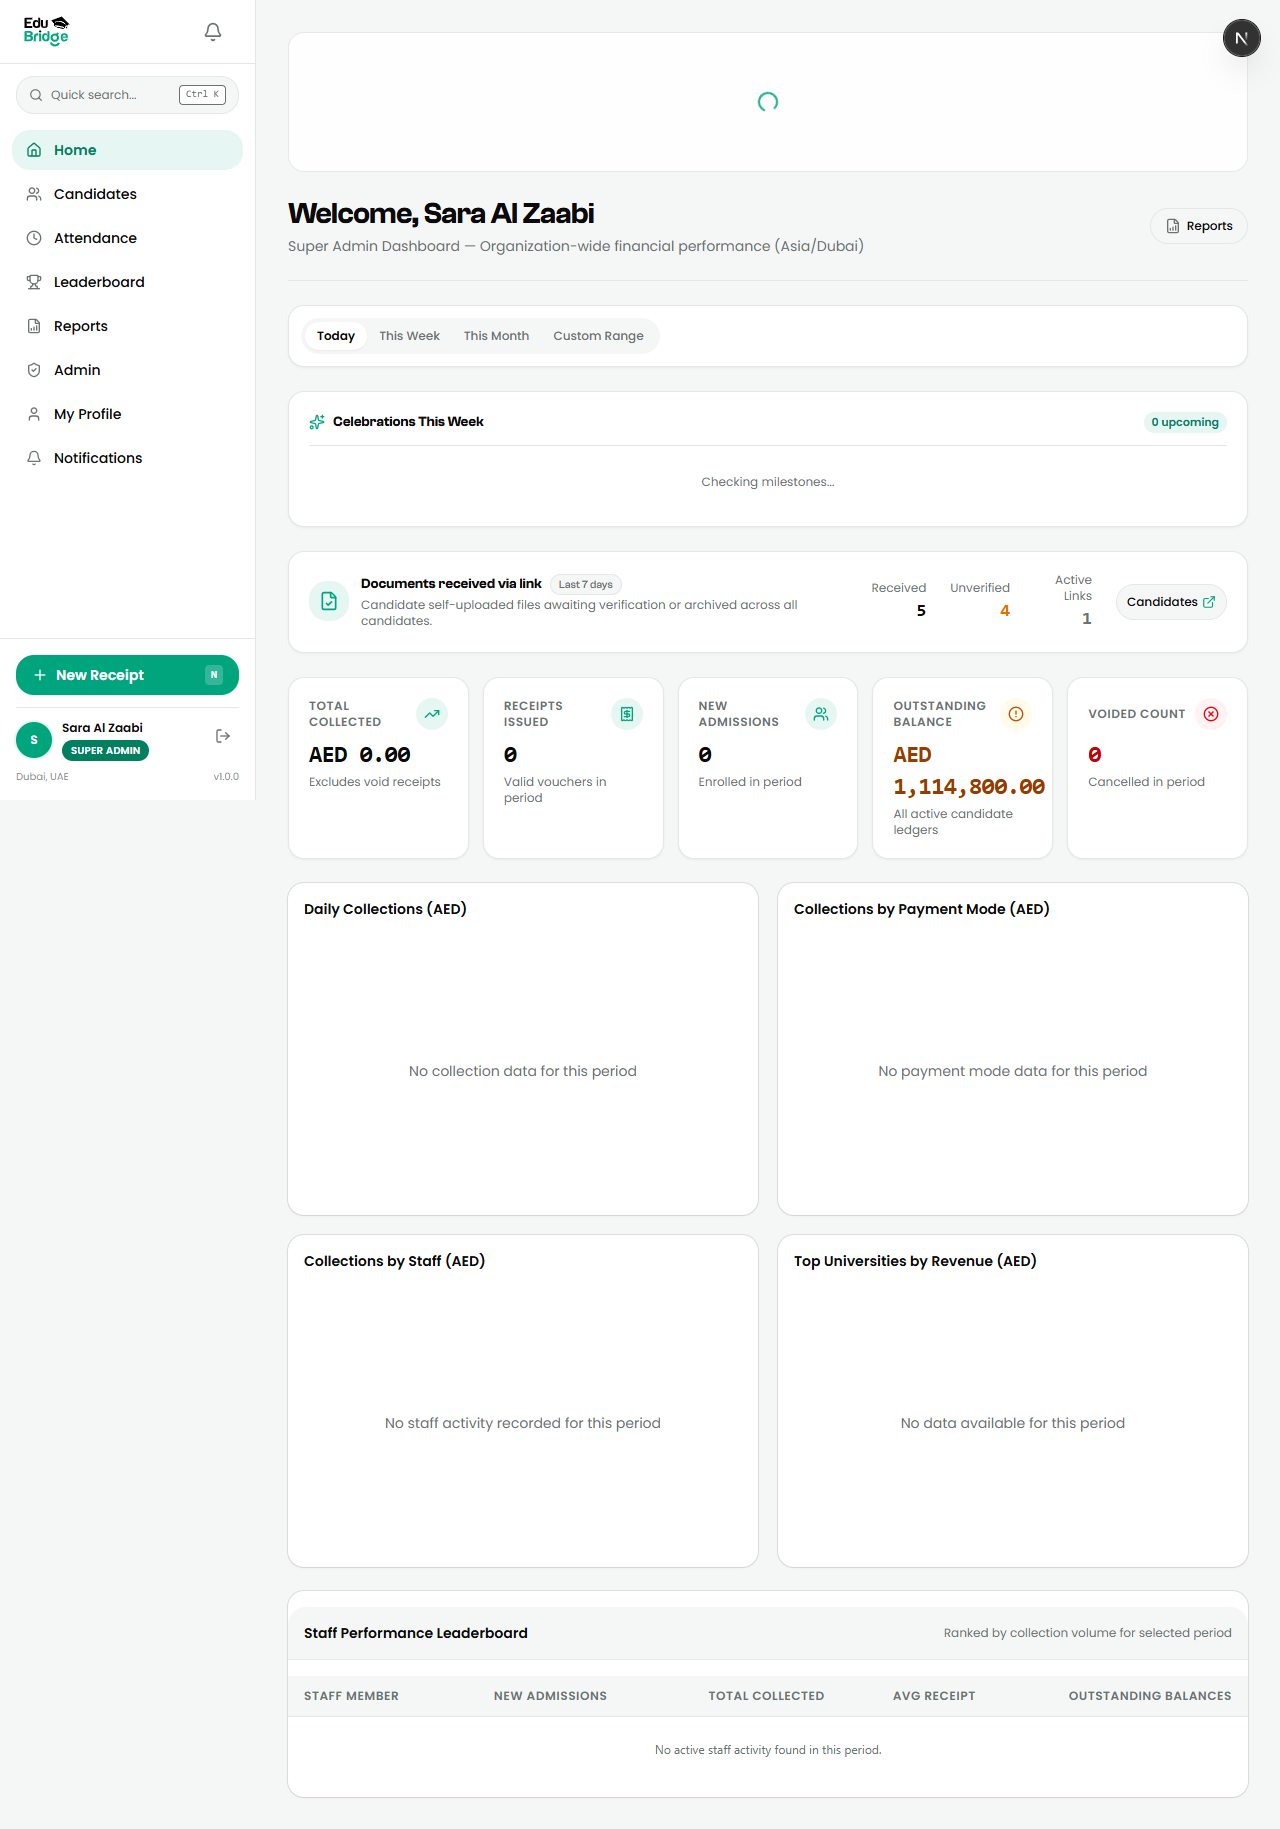 Edu
Bridge
Quick search...
Ctrl K
Home
Candidates
Attendance
Leaderboard
Reports
Admin
My Profile
Notifications
New Receipt
N
S
Sara Al Zaabi
SUPER ADMIN
Dubai, UAE
v1.0.0
N
Welcome, Sara Al Zaabi
Super Admin Dashboard — Organization-wide financial performance (Asia/Dubai)
Reports
Today
This Week
This Month
Custom Range
Celebrations This Week
0 upcoming
Checking milestones...
Documents received via link
Last 7 days
Candidate self-uploaded files awaiting verification or archived across all
candidates.
Received
5
Unverified
4
Active
Links
1
Candidates
TOTAL
COLLECTED
AED 0.00
Excludes void receipts
RECEIPTS
ISSUED
0
Valid vouchers in
period
NEW
ADMISSIONS
0
Enrolled in period
OUTSTANDING
BALANCE
AED
1,114,800.00
All active candidate
ledgers
VOIDED COUNT
0
Cancelled in period
Daily Collections (AED)
No collection data for this period
Collections by Payment Mode (AED)
No payment mode data for this period
Collections by Staff (AED)
No staff activity recorded for this period
Top Universities by Revenue (AED)
No data available for this period
Staff Performance Leaderboard
Ranked by collection volume for selected period
STAFF MEMBER
NEW ADMISSIONS
TOTAL COLLECTED
AVG RECEIPT
OUTSTANDING BALANCES
No active staff activity found in this period.